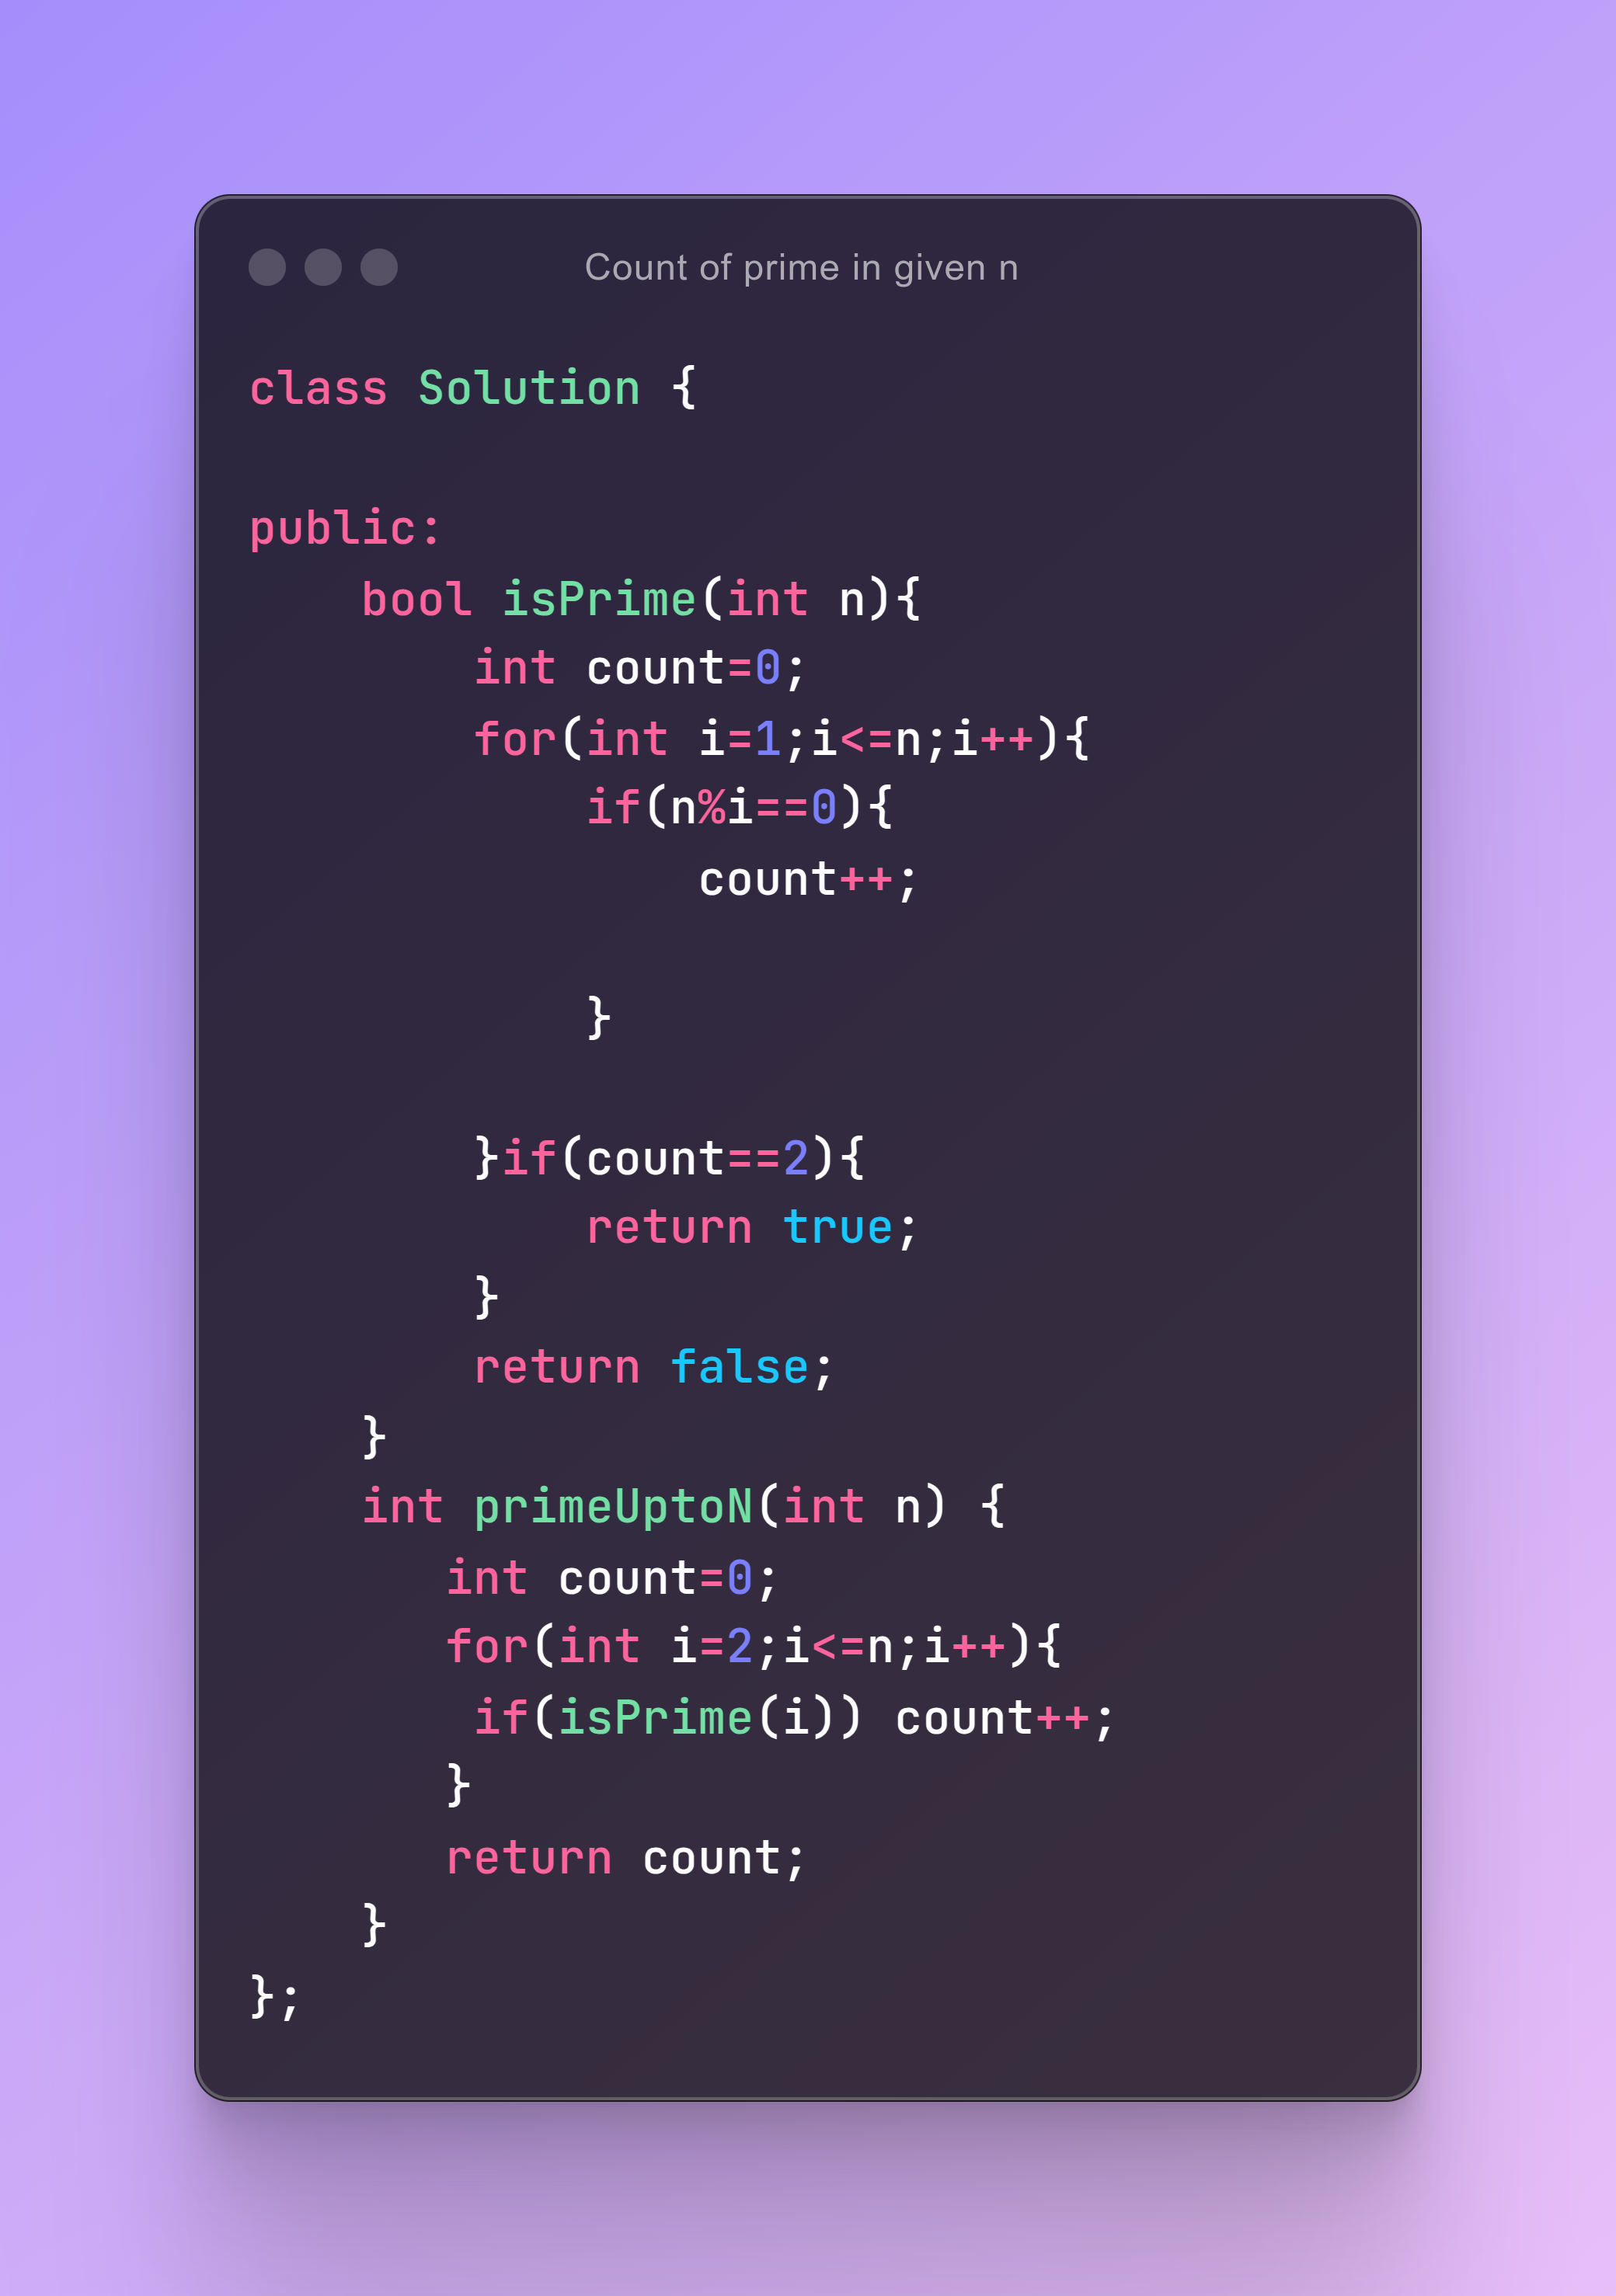 Count of prime in given n
class Solution {
public:
    bool isPrime(int n){
        int count=0;
        for(int i=1;i<=n;i++){
            if(n%i==0){
                count++;
            }
        }if(count==2){
            return true;
        }
        return false;
    }
    int primeUptoN(int n) {
       int count=0;
       for(int i=2;i<=n;i++){
        if(isPrime(i)) count++;
       }
       return count;
    }
};